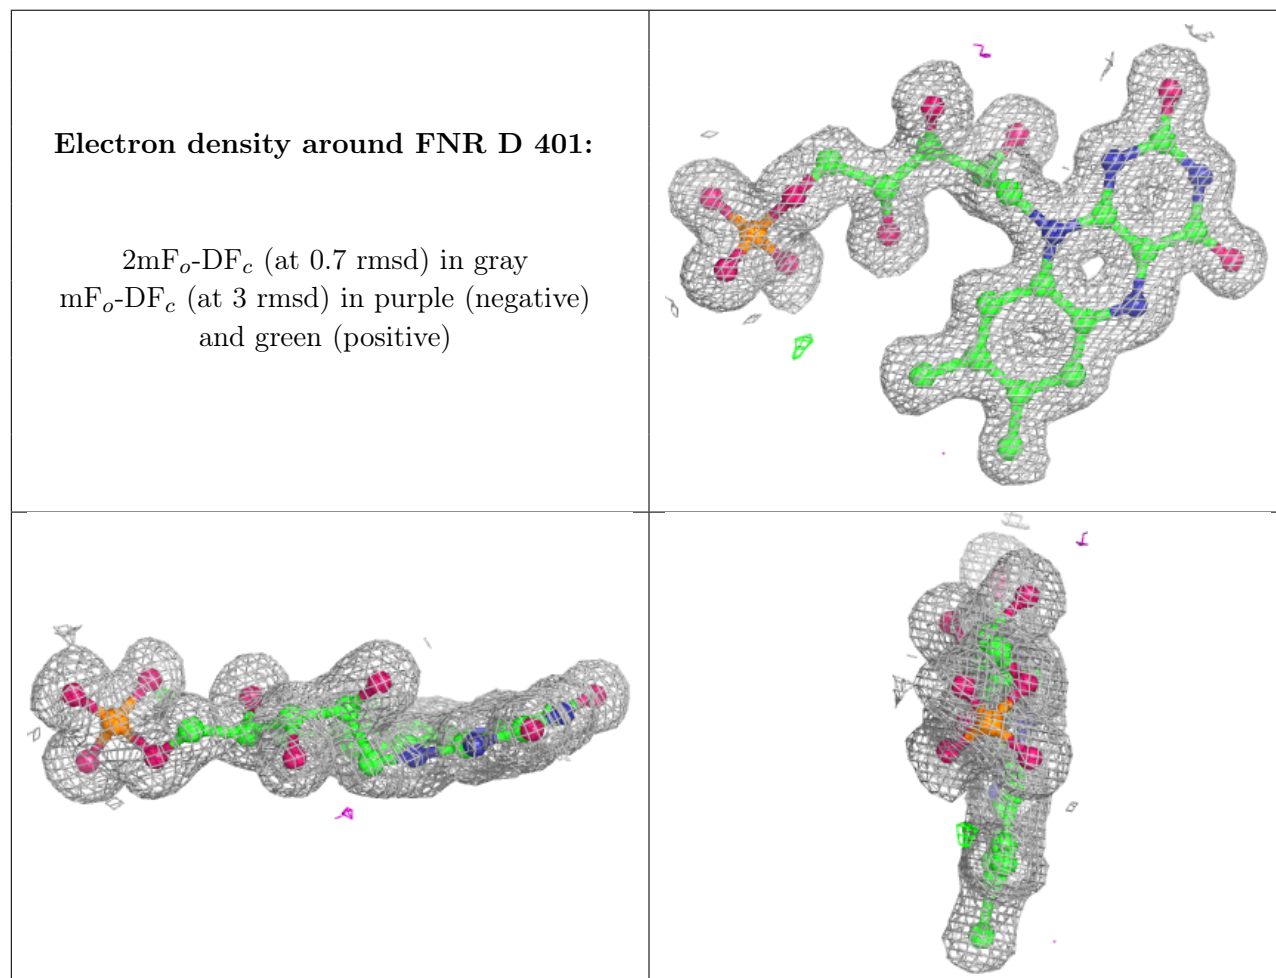 Electron density around FNR D 401:
2mFo-DFc (at 0.7 rmsd) in gray
mFo-DFc (at 3 rmsd) in purple (negative)
and green (positive)